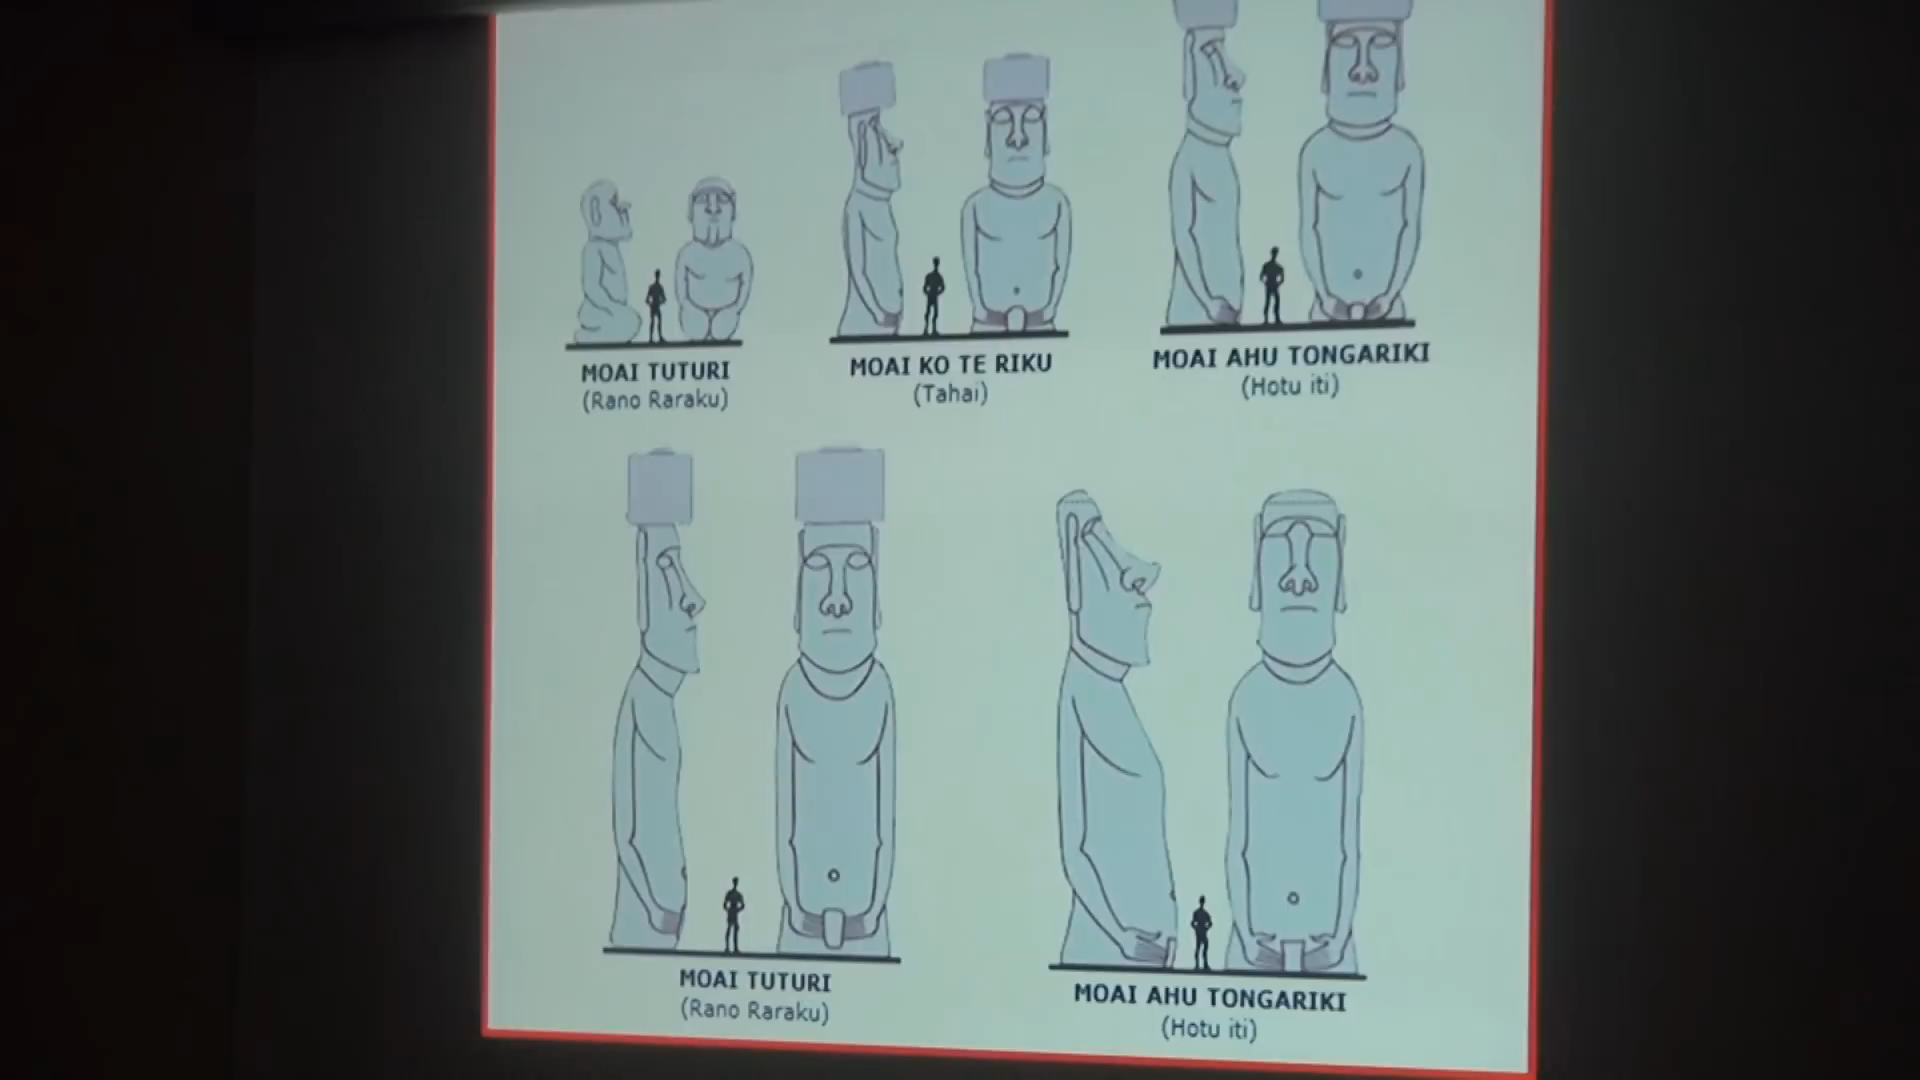 MOAI TUTURI
(Rano Raraku)
MOAI KO TE RIKU
(Tahai)
MOAI AHU TONGARIKI
(Hotu iti)
MOAI TUTURI
(Rano Raraku)
MOAI AHU TONGARIKI
(Hotu iti)